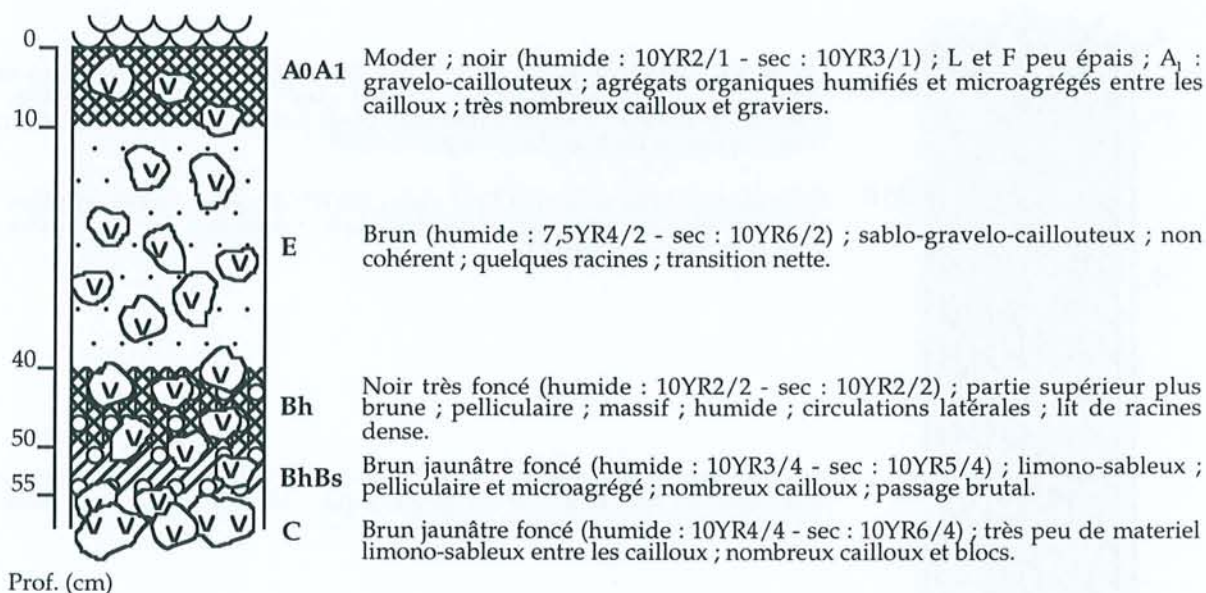 0
A0A1
Moder ; noir (humide : 10YR2/1 - sec : 10YR3/1) ; L et F peu épais ; A1 :
gravelo-caillouteux ; agrégats organiques humifiés et microagrégés entre les
cailloux ; très nombreux cailloux et graviers.
10
E
Brun (humide : 7,5YR4/2 - sec : 10YR6/2) ; sablo-gravelo-caillouteux ; non
cohérent ; quelques racines ; transition nette.
40
Bh
Noir très foncé (humide : 10YR2/2 - sec : 10YR2/2) ; partie supérieur plus
brune ; pelliculaire ; massif ; humide ; circulations latérales ; lit de racines
dense.
50
BhBs
Brun jaunâtre foncé (humide : 10YR3/4 - sec : 10YR5/4) ; limono-sableux ;
pelliculaire et microagrégé ; nombreux cailloux ; passage brutal.
55
C
Brun jaunâtre foncé (humide : 10YR4/4 - sec : 10YR6/4) ; très peu de materiel
limono-sableux entre les cailloux ; nombreux cailloux et blocs.
Prof. (cm)
V V V V V V V V V V V V V V V V V V V V V V V V